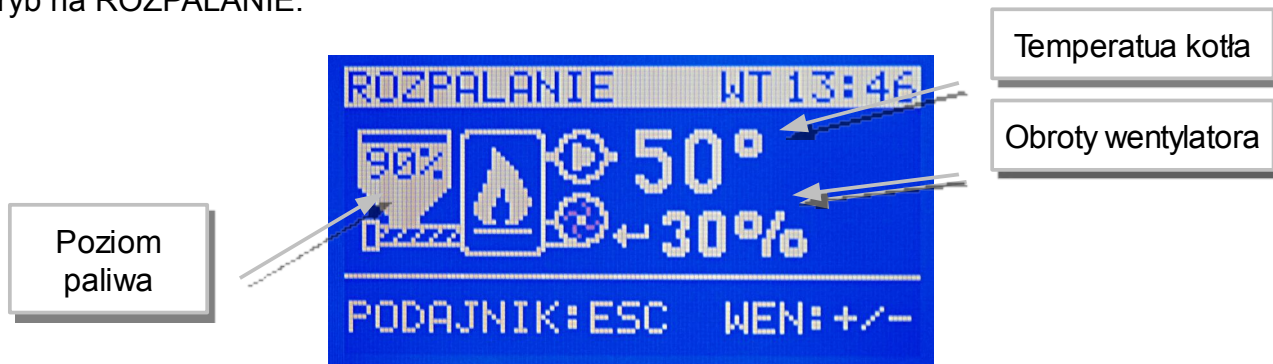 ryb na ROZPALANIE.
Temperatua kotła
ROZPALANIE WT 13:46
Obroty wentylatora
90%
50°
Poziom
paliwa
30%
PODAJNIK:ESC WEN:+/-